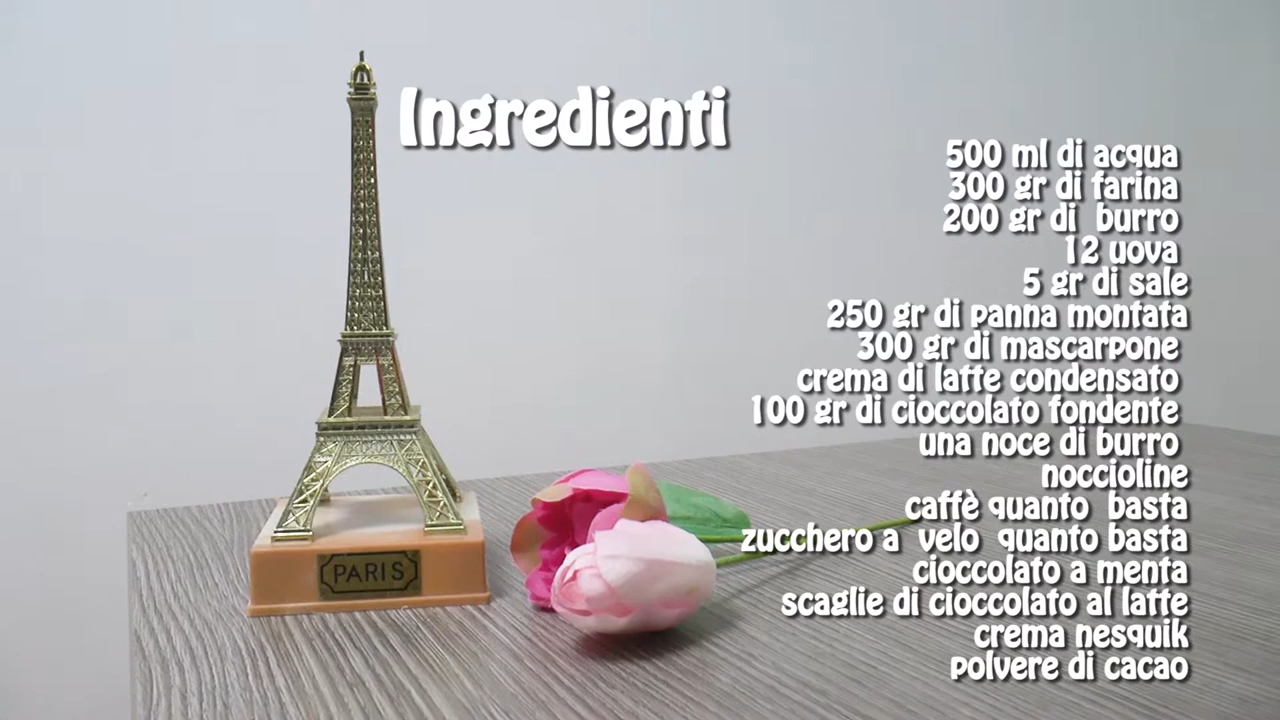 Ingredienti
500 ml di acqua
300 gr di farina
200 gr di burro
12 uova
5 gr di sale
250 gr di panna montata
300 gr di mascarpone
crema di latte condensato
100 gr di cioccolato fondente
una noce di burro
noccioline
caffè quanto basta
zucchero a velo quanto basta
cioccolato a menta
scaglie di cioccolato al latte
crema nesquik
polvere di cacao
PARIS